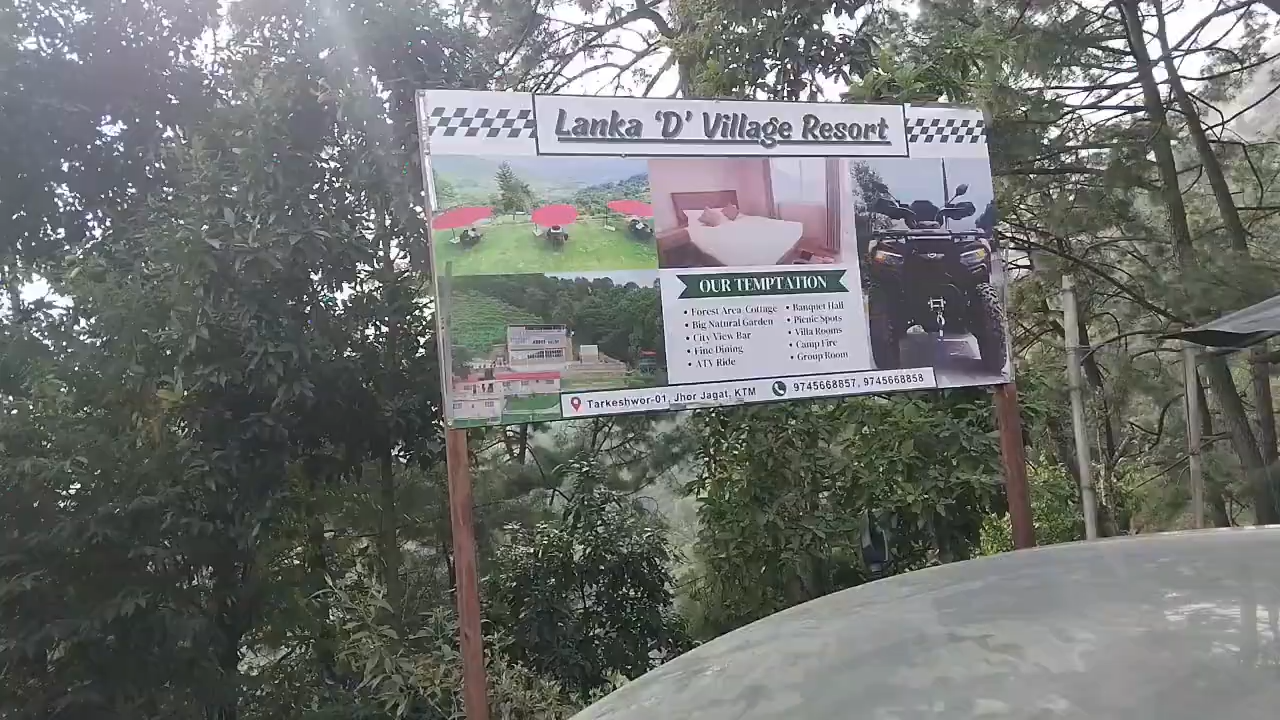 Lanka ‘D’ Village Resort
OUR TEMPTATION
• Forest Area Cottage
• Big Natural Garden
• City View Bar
• Fine Dining
• ATV Ride
• Banquet Hall
• Picnic Spots
• Villa Rooms
• Camp Fire
• Group Room
Tarkeshwor-01, Jhor Jagat, KTM
9745668857, 9745668858